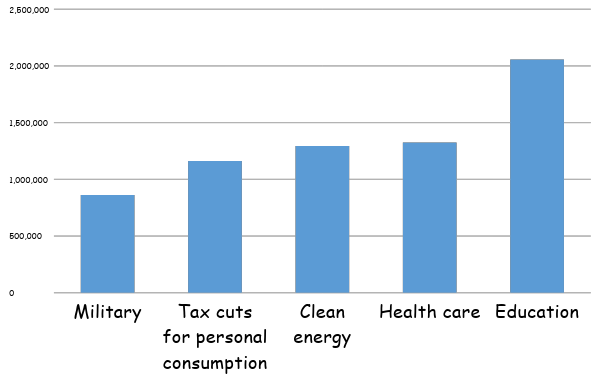 2,500,000
2,000,000
1,500,000
1,000,000
500,000
0
Military
Tax cuts
for personal
consumption
Clean
energy
Health care
Education